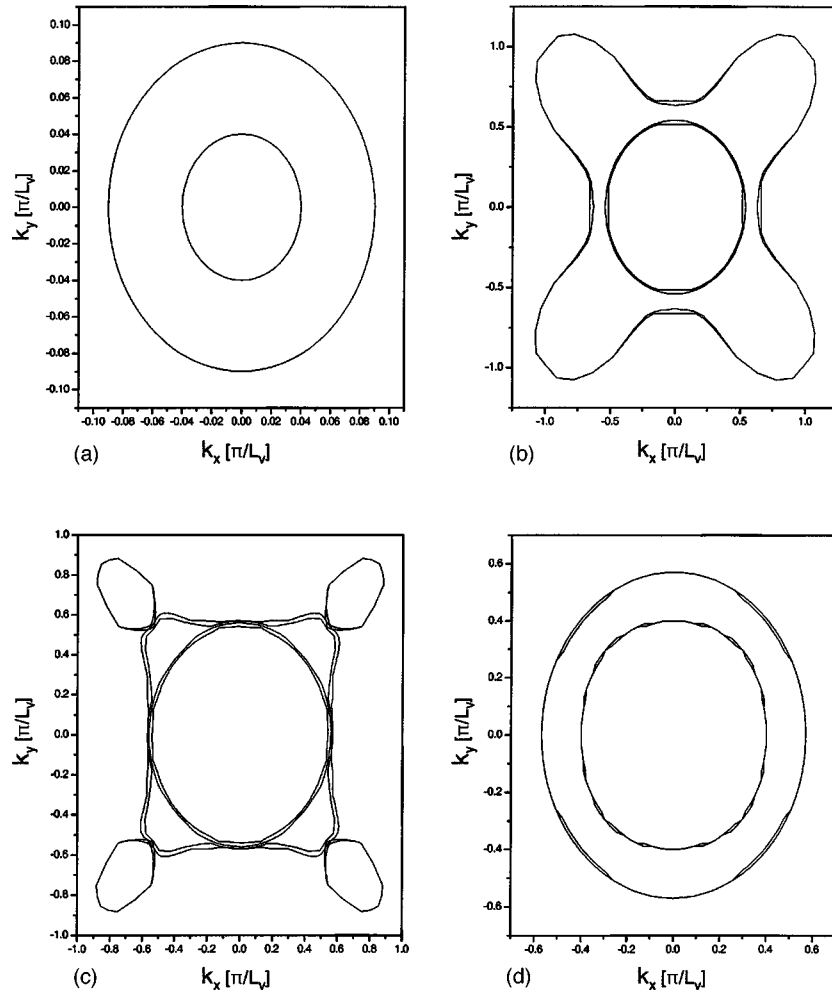 0.10
0.08
0.06
0.04
0.02
0.00
-0.02
-0.04
-0.06
-0.08
-0.10
k_y [π/L_v]
-0.10 -0.08 -0.06 -0.04 -0.02 0.00 0.02 0.04 0.06 0.08 0.10
(a) k_x [π/L_v]
1.0
0.5
0.0
-0.5
-1.0
k_y [π/L_v]
-1.0 -0.5 0.0 0.5 1.0
(b) k_x [π/L_v]
1.0
0.8
0.6
0.4
0.2
0.0
-0.2
-0.4
-0.6
-0.8
-1.0
k_y [π/L_v]
-1.0 -0.8 -0.6 -0.4 -0.2 0.0 0.2 0.4 0.6 0.8 1.0
(c) k_x [π/L_v]
0.6
0.4
0.2
0.0
-0.2
-0.4
-0.6
k_y [π/L_v]
-0.6 -0.4 -0.2 0.0 0.2 0.4 0.6
(d) k_x [π/L_v]